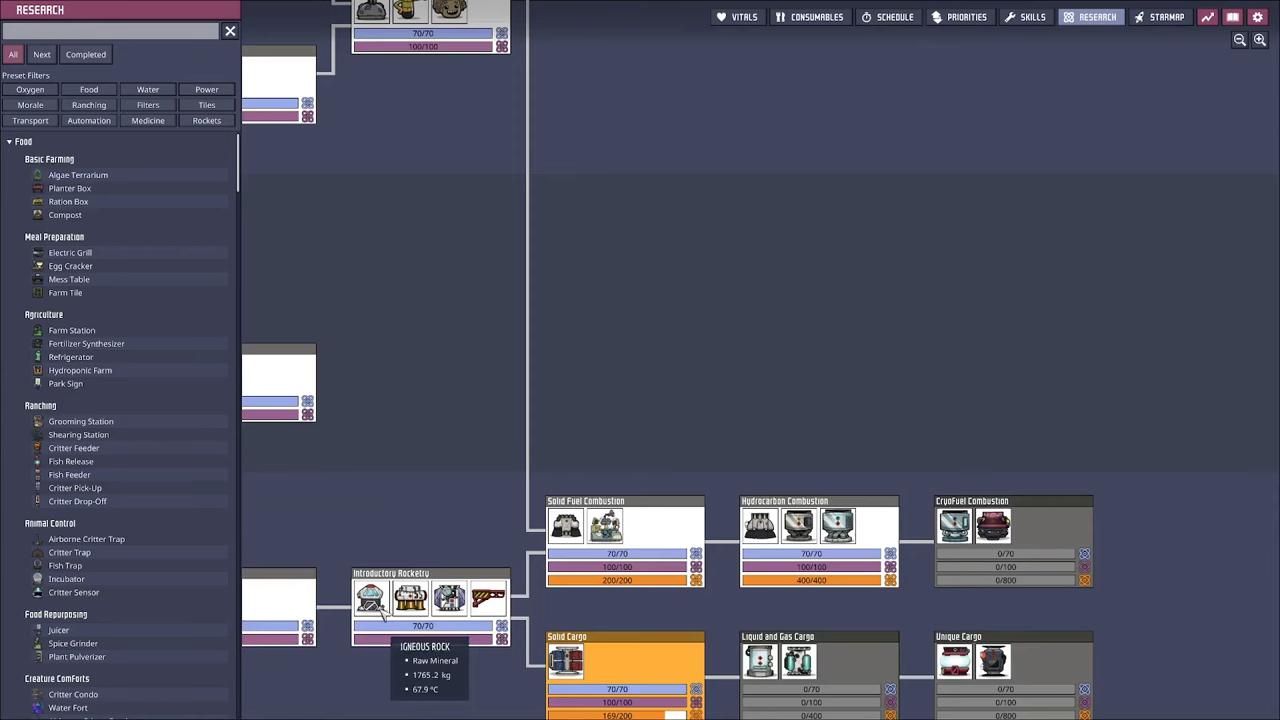 RESEARCH
VITALS
CONSUMABLES
SCHEDULE
PRIORITIES
SKILLS
RESEARCH
STARMAP
All
Next
Completed
Preset Filters
Oxygen
Food
Water
Power
Morale
Ranching
Filters
Tiles
Transport
Automation
Medicine
Rockets
Food
Basic Farming
Algae Terrarium
Planter Box
Ration Box
Compost
Meal Preparation
Electric Grill
Egg Cracker
Mess Table
Farm Tile
Agriculture
Farm Station
Fertilizer Synthesizer
Refrigerator
Hydroponic Farm
Park Sign
Ranching
Grooming Station
Shearing Station
Critter Feeder
Fish Release
Fish Feeder
Critter Pick-Up
Critter Drop-Off
Animal Control
Airborne Critter Trap
Critter Trap
Fish Trap
Incubator
Critter Sensor
Food Repurposing
Juicer
Spice Grinder
Plant Pulverizer
Creature Comforts
Critter Condo
Water Fort
70/70
100/100
Introductory Rocketry
70/70
IGNEOUS ROCK
Raw Mineral
1765.2 kg
67.9 ºC
Solid Fuel Combustion
70/70
100/100
200/200
Hydrocarbon Combustion
70/70
100/100
400/400
CryoFuel Combustion
0/70
0/100
0/800
Solid Cargo
70/70
100/100
169/200
Liquid and Gas Cargo
0/70
0/100
0/400
Unique Cargo
0/70
0/100
0/800